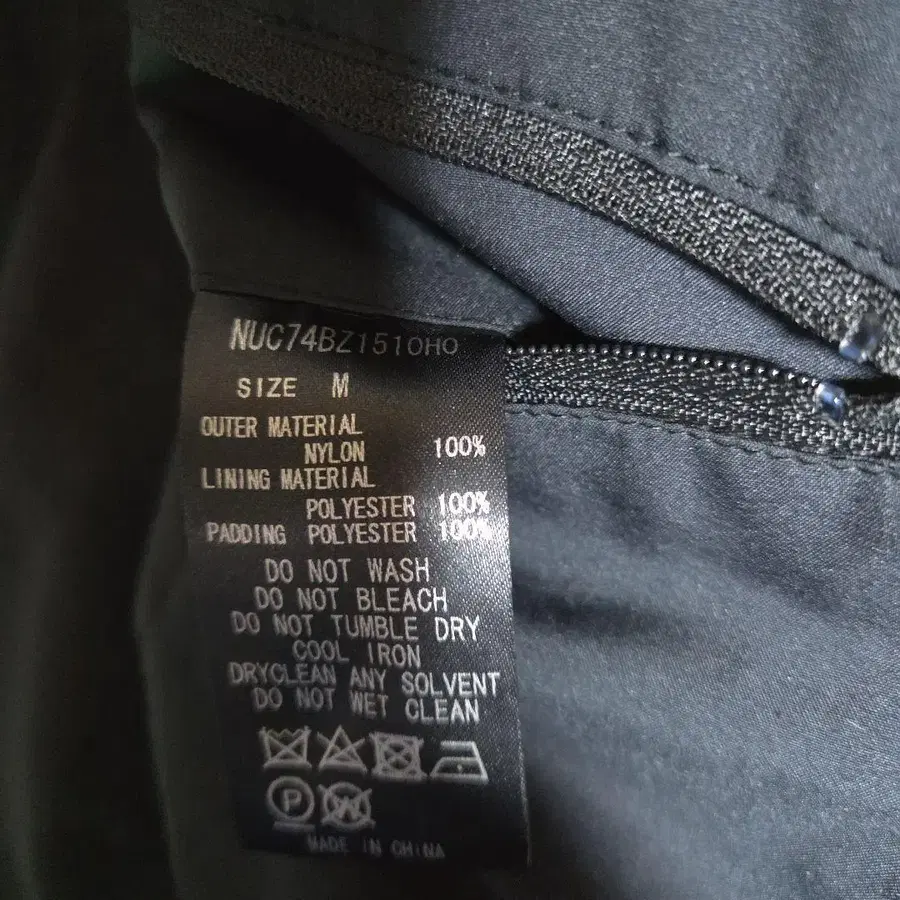 NUC74BZ1510HO
SIZE M
OUTER MATERIAL
NYLON 100%
LINING MATERIAL
POLYESTER 100%
PADDING POLYESTER 100%
DO NOT WASH
DO NOT BLEACH
DO NOT TUMBLE DRY
COOL IRON
DRYCLEAN ANY SOLVENT
DO NOT WET CLEAN
P W
MADE IN CHINA